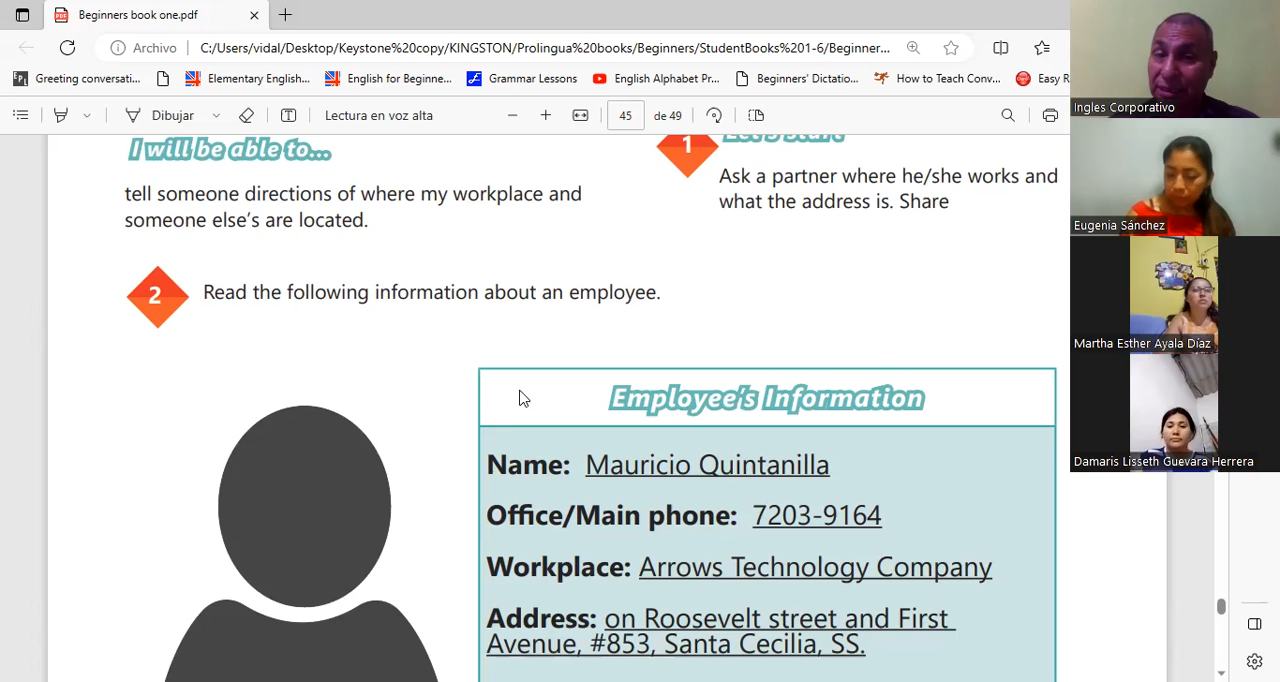 Beginners book one.pdf
Archivo
C:/Users/vidal/Desktop/Keystone%20copy/KINGSTON/Prolingua%20books/Beginners/StudentBooks%201-6/Beginner...
Greeting conversati...
Elementary English...
English for Beginne...
Grammar Lessons
English Alphabet Pr...
Beginners' Dictatio...
How to Teach Conv...
Easy R
Dibujar
Lectura en voz alta
45
de 49
I will be able to...
tell someone directions of where my workplace and
someone else's are located.
1
Let's start
Ask a partner where he/she works and
what the address is. Share
2
Read the following information about an employee.
Employee's Information
Name: Mauricio Quintanilla
Office/Main phone: 7203-9164
Workplace: Arrows Technology Company
Address: on Roosevelt street and First
Avenue, #853, Santa Cecilia, SS.
Ingles Corporativo
Eugenia Sánchez
Martha Esther Ayala Díaz
Damaris Lisseth Guevara Herrera